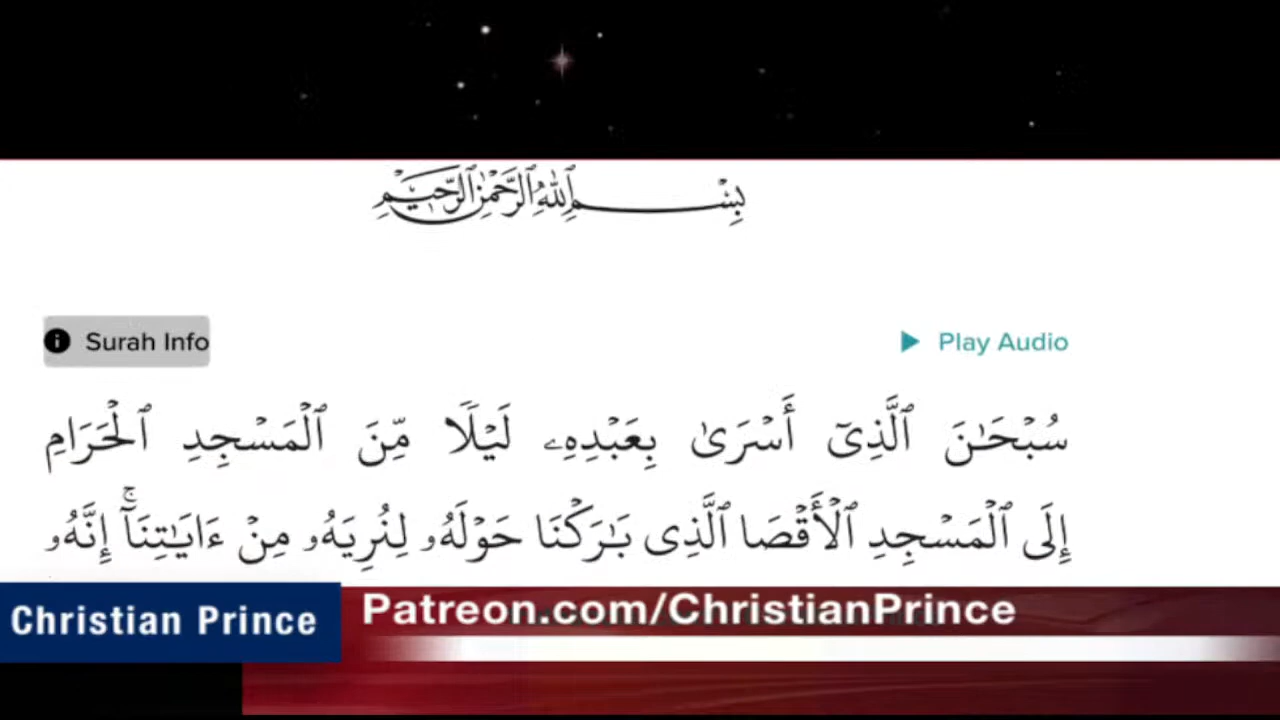 بِسْمِ ٱللَّهِ ٱلرَّحْمَٰنِ ٱلرَّحِيمِ
Surah Info
Play Audio
سُبْحَٰنَ ٱلَّذِىٓ أَسْرَىٰ بِعَبْدِهِۦ لَيْلًا مِّنَ ٱلْمَسْجِدِ ٱلْحَرَامِ
إِلَى ٱلْمَسْجِدِ ٱلْأَقْصَا ٱلَّذِى بَٰرَكْنَا حَوْلَهُۥ لِنُرِيَهُۥ مِنْ ءَايَٰتِنَآ ۚ إِنَّهُۥ
Christian Prince
Patreon.com/ChristianPrince